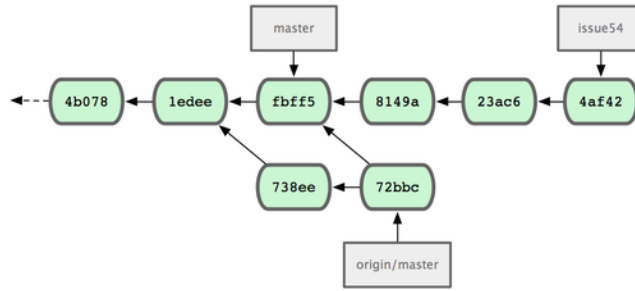 master
issue54
4b078
1edee
fbff5
8149a
23ac6
4af42
738ee
72bbc
origin/master